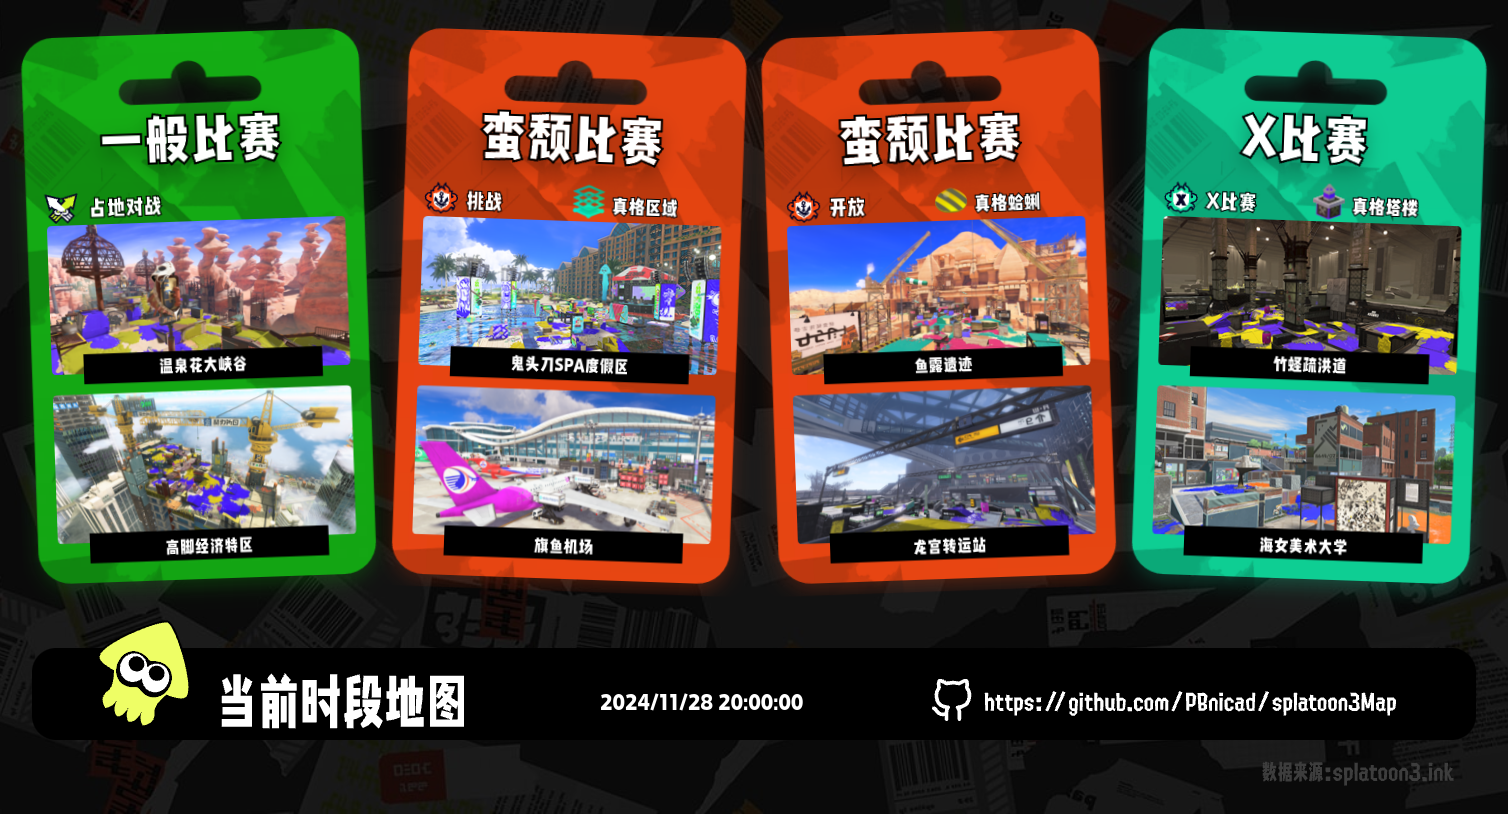 一般比赛
占地对战
温泉花大峡谷
高脚经济特区
蛮颓比赛
挑战
真格区域
鬼头刀SPA度假区
旗鱼机场
蛮颓比赛
开放
真格蛤蜊
鱼露遗迹
龙宫转运站
X比赛
X比赛
真格塔楼
竹蛏疏洪道
海女美术大学
当前时段地图
2024/11/28 20:00:00
https://github.com/PBnicad/splatoon3Map
数据来源:splatoon3.ink